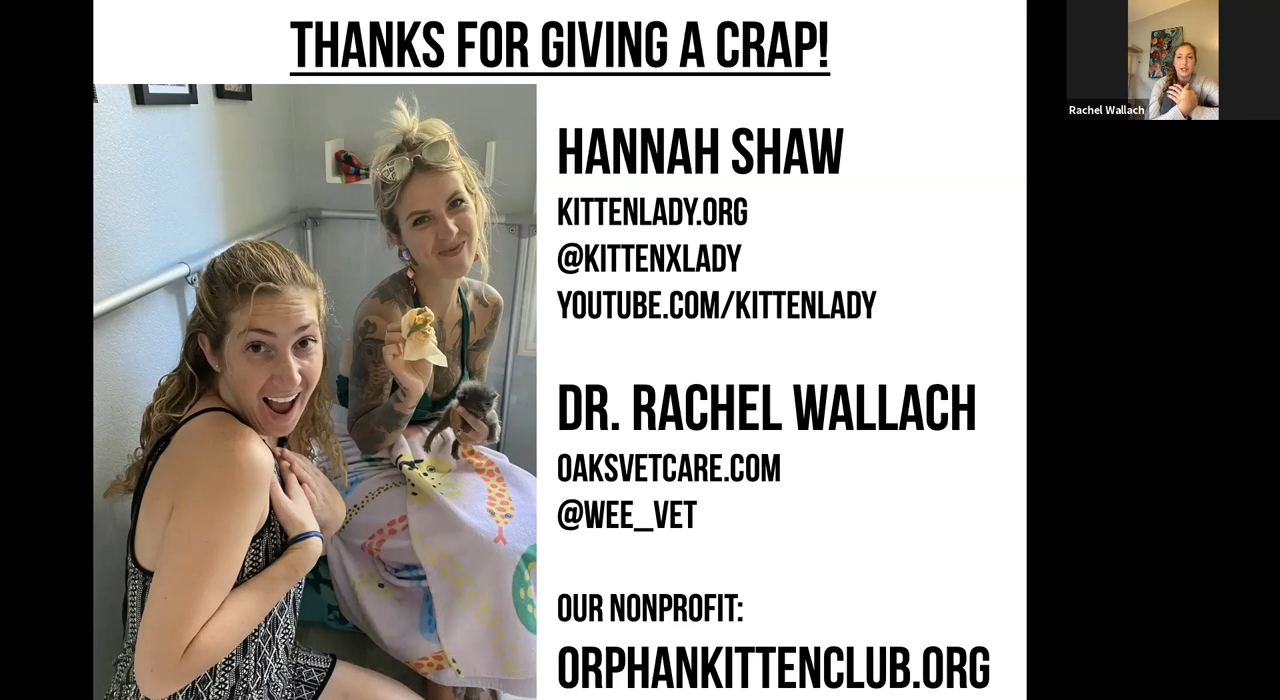 THANKS FOR GIVING A CRAP!
HANNAH SHAW
KITTENLADY.ORG
@KITTENXLADY
YOUTUBE.COM/KITTENLADY
DR. RACHEL WALLACH
OAKSVETCARE.COM
@WEE_VET
OUR NONPROFIT:
ORPHANKITTENCLUB.ORG
Rachel Wallach